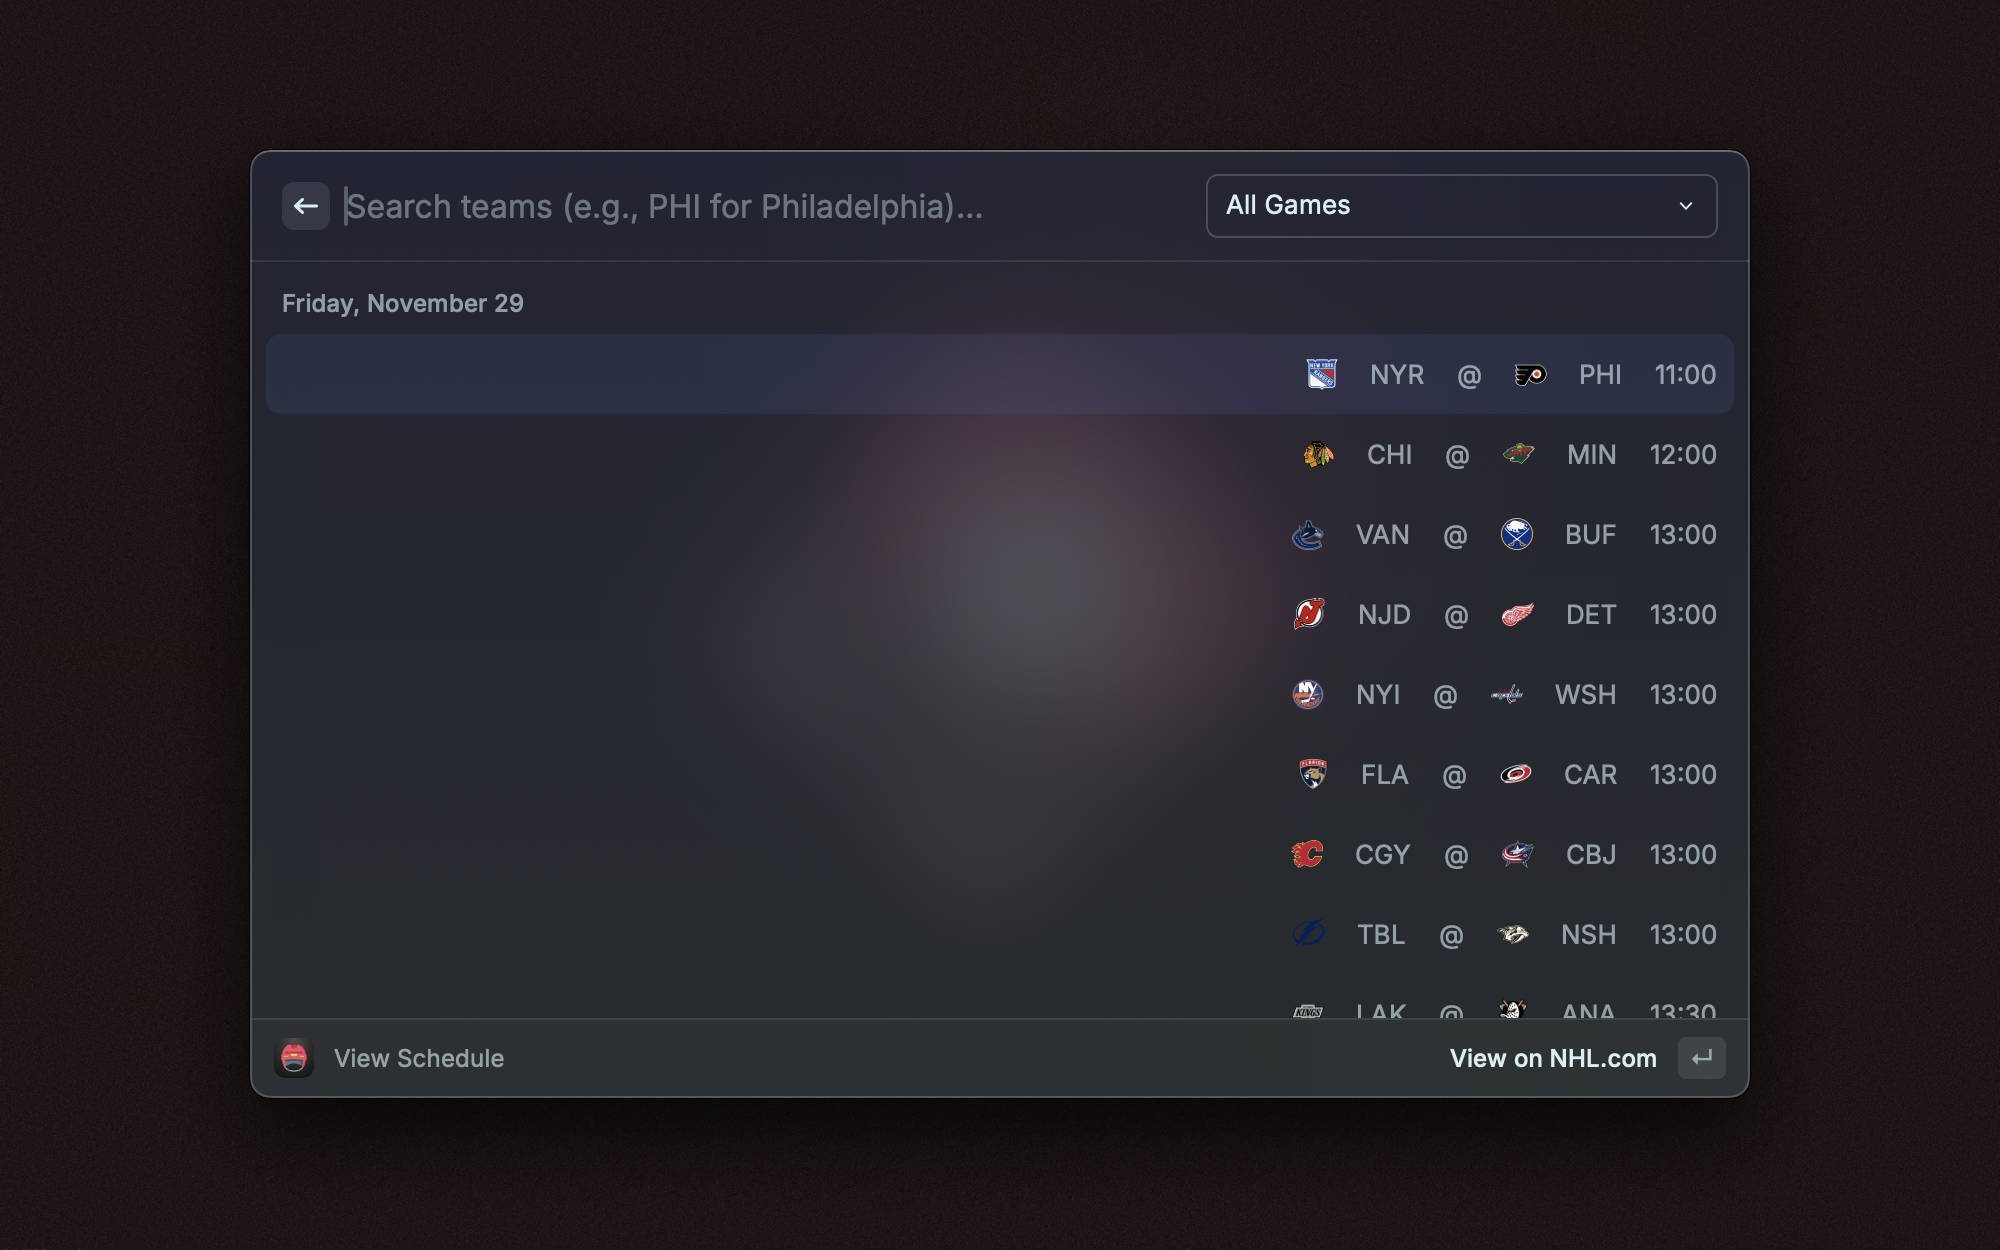 Search teams (e.g., PHI for Philadelphia)... All Games
Friday, November 29
NYR @ PHI 11:00
CHI @ MIN 12:00
VAN @ BUF 13:00
NJD @ DET 13:00
NYI @ WSH 13:00
FLA @ CAR 13:00
CGY @ CBJ 13:00
TBL @ NSH 13:00
LAK @ ANA 13:30
View Schedule View on NHL.com